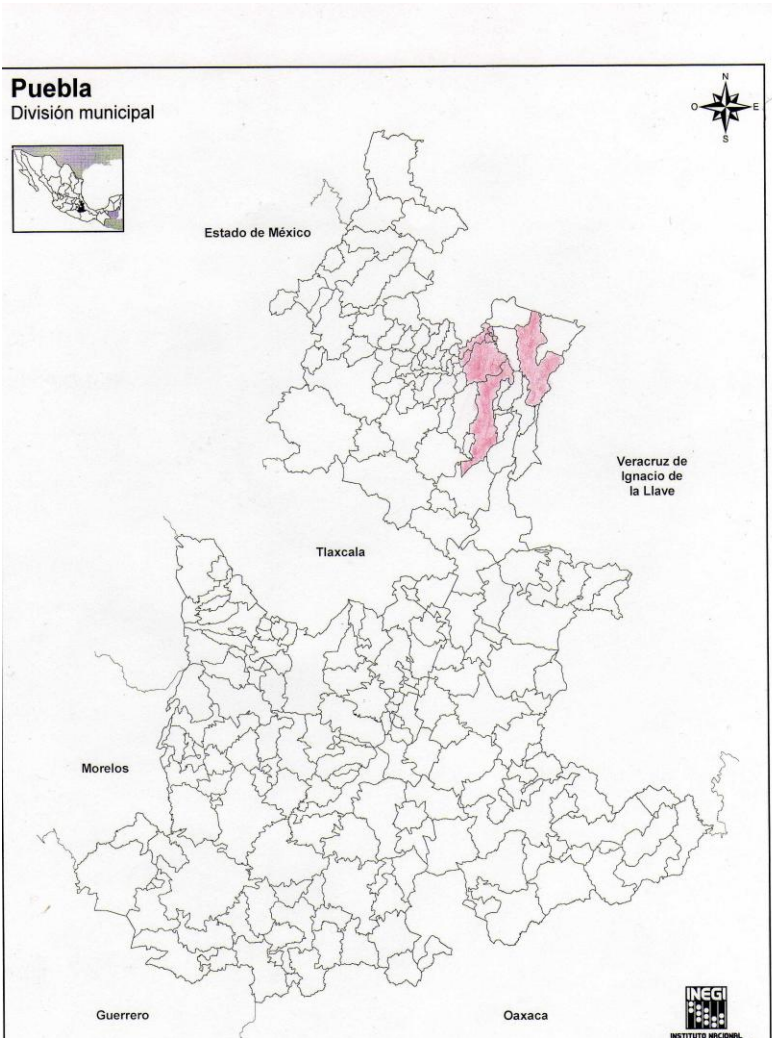 Puebla
División municipal
N
O
E
S
Estado de México
Veracruz de
Ignacio de
la Llave
Tlaxcala
Morelos
Guerrero
Oaxaca
INEGI
INSTITUTO NACIONAL